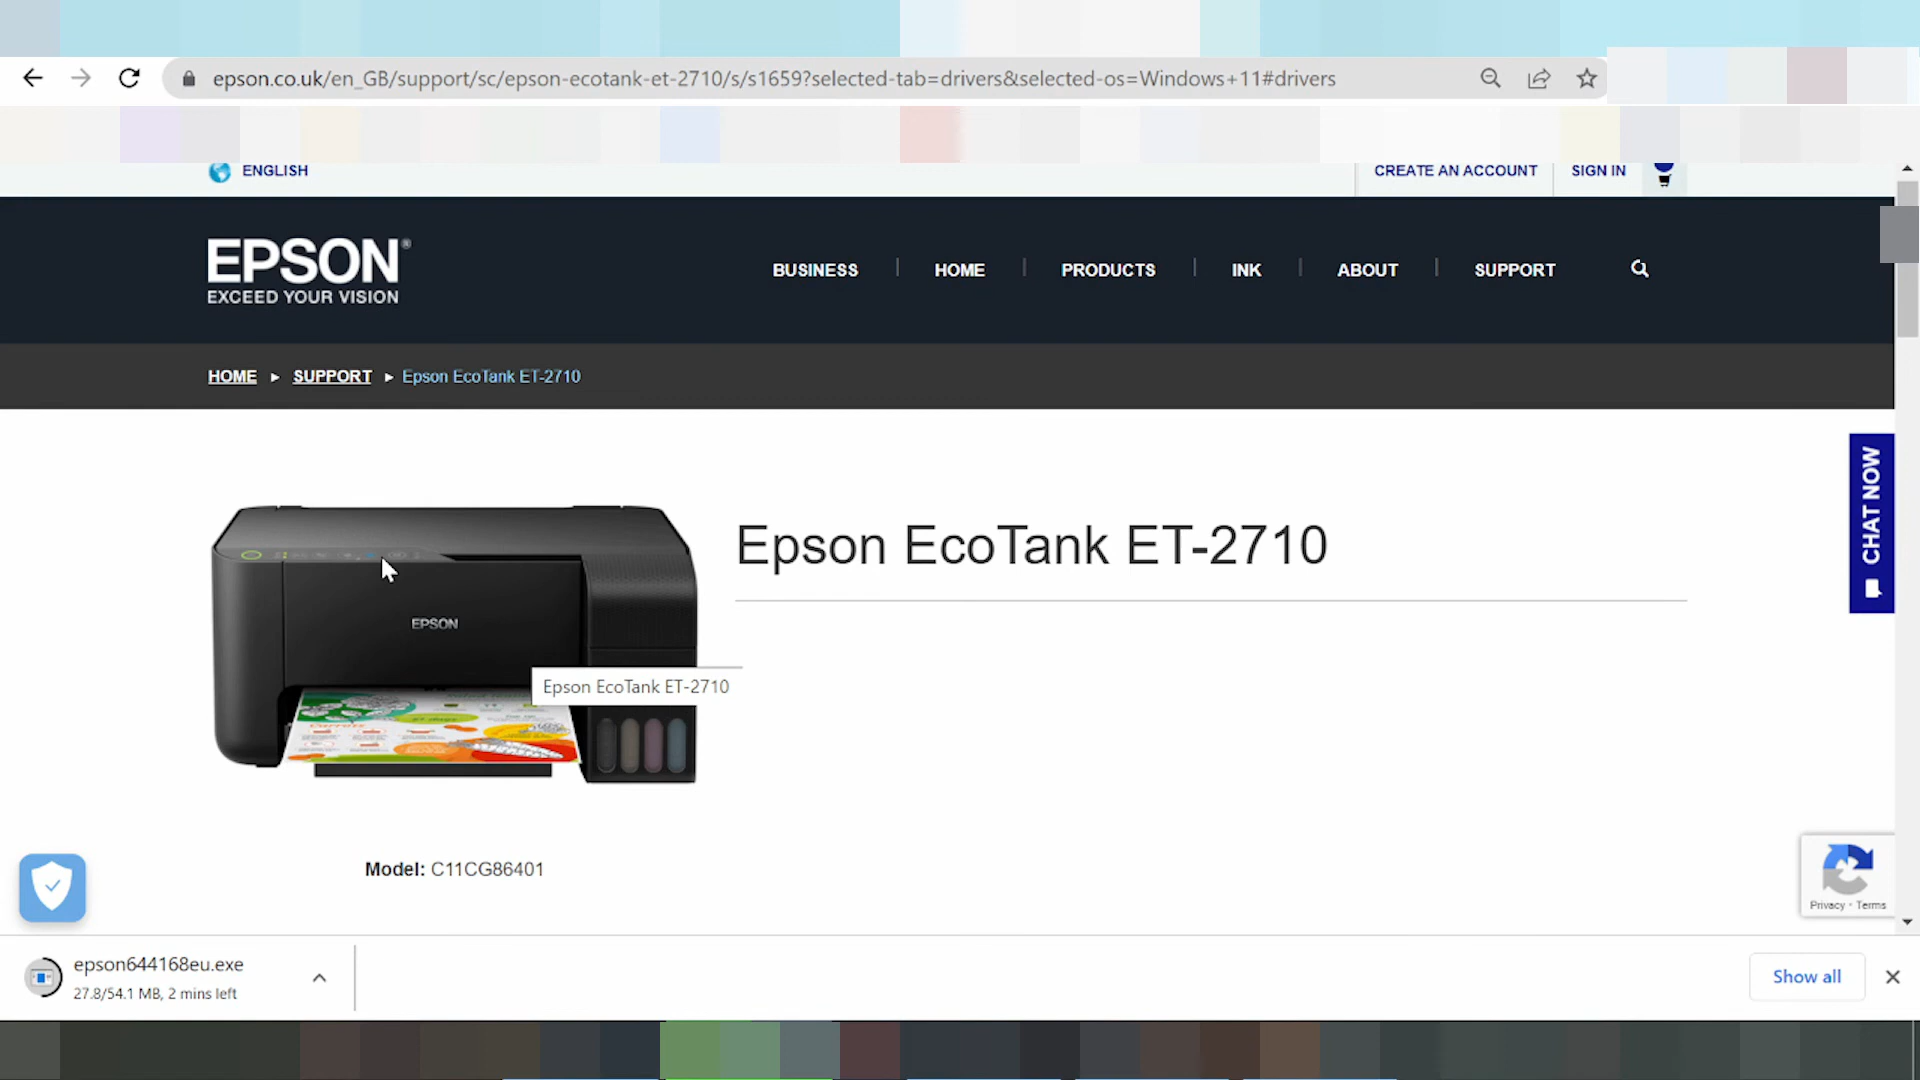 epson.co.uk/en_GB/support/sc/epson-ecotank-et-2710/s/s1659?selected-tab=drivers&selected-os=Windows+11#drivers
ENGLISH
CREATE AN ACCOUNT
SIGN IN
EPSON®
EXCEED YOUR VISION
BUSINESS
HOME
PRODUCTS
INK
ABOUT
SUPPORT
HOME ▸ SUPPORT ▸ Epson EcoTank ET-2710
CHAT NOW
Epson EcoTank ET-2710
EPSON
Epson EcoTank ET-2710
Model: C11CG86401
Privacy - Terms
epson644168eu.exe
27.8/54.1 MB, 2 mins left
Show all